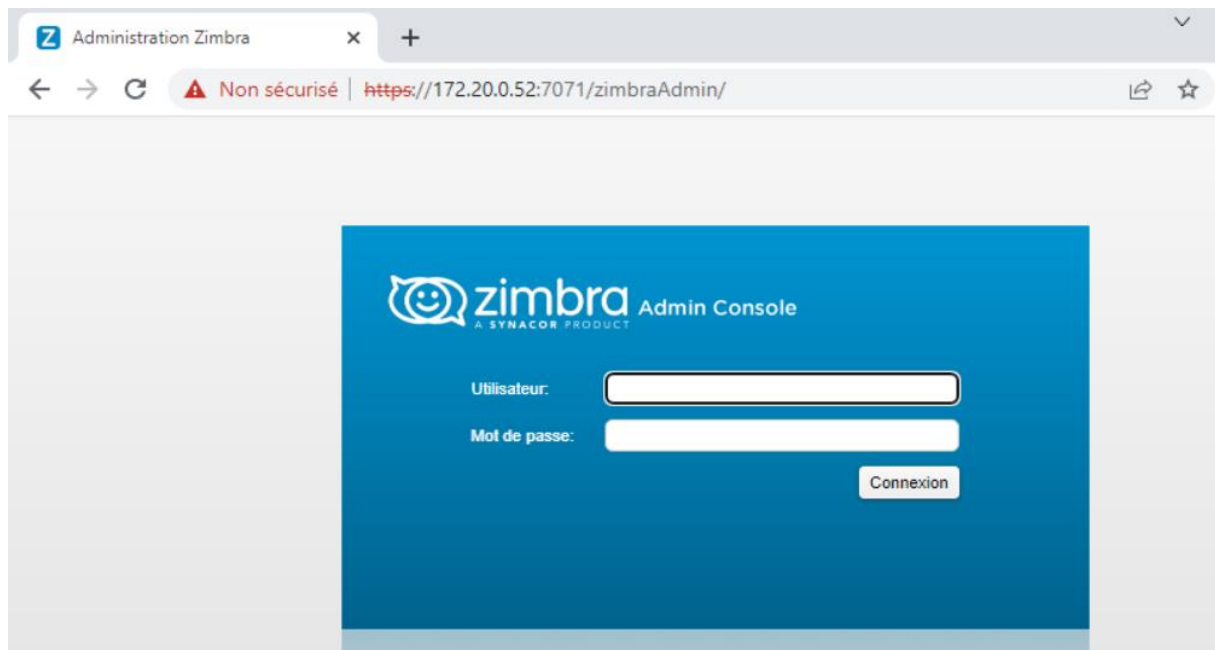 Administration Zimbra
Non sécurisé | https://172.20.0.52:7071/zimbraAdmin/
zimbra Admin Console
A SYNACOR PRODUCT
Utilisateur:
Mot de passe:
Connexion